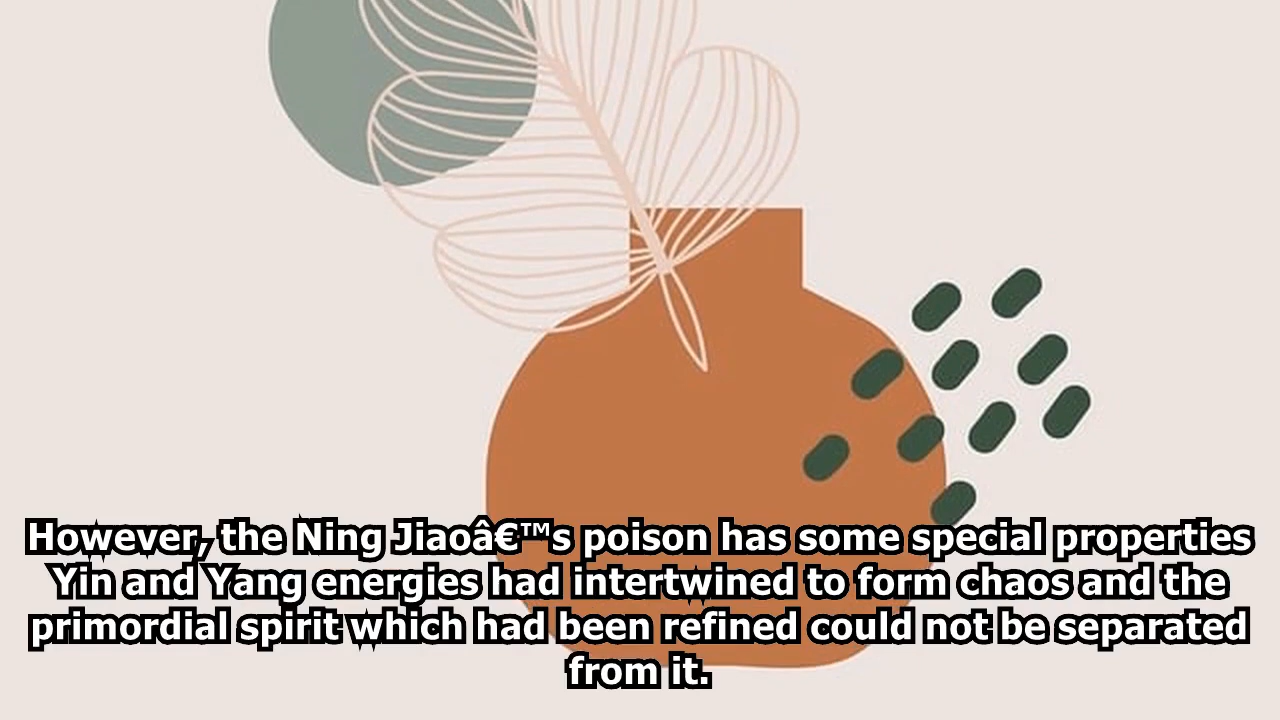 However, the Ning Jiaoâ€™s poison has some special properties
Yin and Yang energies had intertwined to form chaos and the
primordial spirit which had been refined could not be separated
from it.